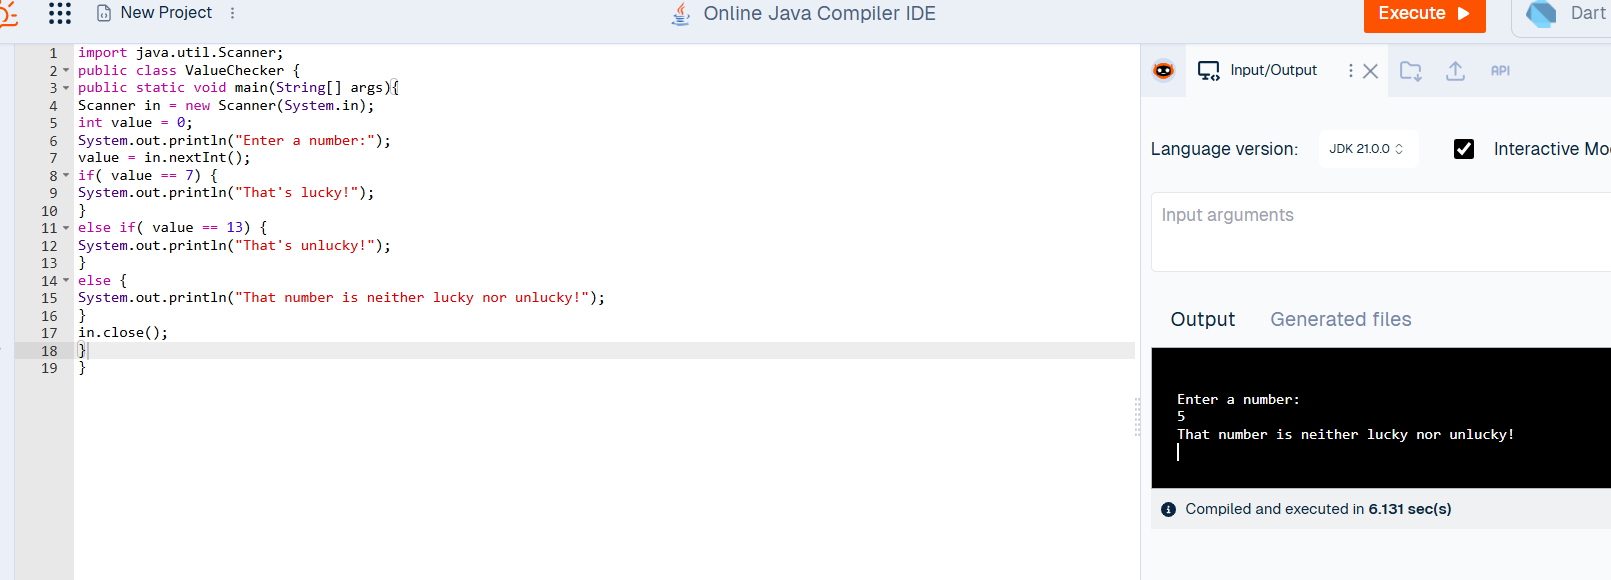 New Project
Online Java Compiler IDE
Execute
Dart
1 import java.util.Scanner;
2 public class ValueChecker {
3 public static void main(String[] args){
4 Scanner in = new Scanner(System.in);
5 int value = 0;
6 System.out.println("Enter a number:");
7 value = in.nextInt();
8 if( value == 7) {
9 System.out.println("That's lucky!");
10 }
11 else if( value == 13) {
12 System.out.println("That's unlucky!");
13 }
14 else {
15 System.out.println("That number is neither lucky nor unlucky!");
16 }
17 in.close();
18 }
19 }
Input/Output
API
Language version:
JDK 21.0.0
Interactive Mo
Input arguments
Output
Generated files
Enter a number:
5
That number is neither lucky nor unlucky!
Compiled and executed in 6.131 sec(s)